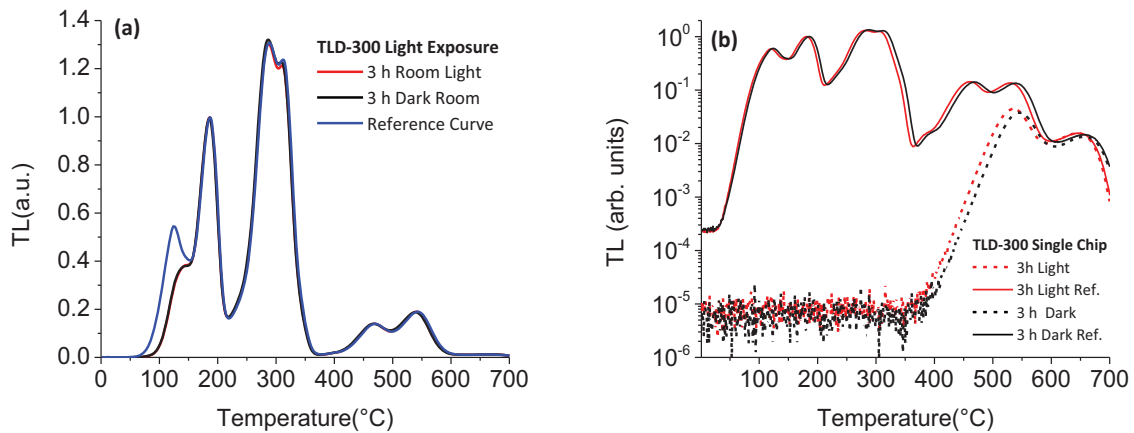 (a)
TLD-300 Light Exposure
3 h Room Light
3 h Dark Room
Reference Curve
TL(a.u.)
1.4
1.2
1.0
0.8
0.6
0.4
0.2
0.0
0 100 200 300 400 500 600 700
Temperature(°C)
(b)
TL (arb. units)
10^0
10^-1
10^-2
10^-3
10^-4
10^-5
10^-6
TLD-300 Single Chip
3h Light
3h Light Ref.
3 h Dark
3 h Dark Ref.
100 200 300 400 500 600 700
Temperature(°C)